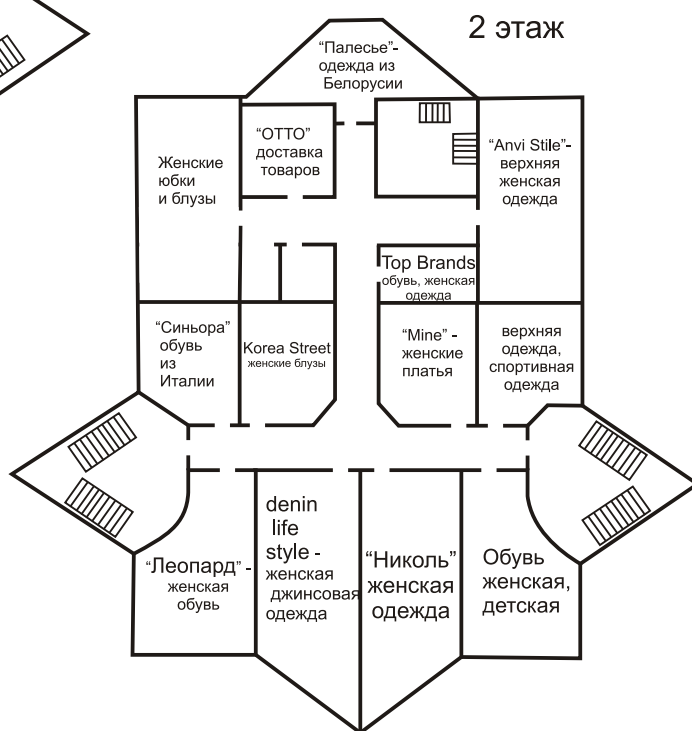 2 этаж
“Палесье”-
одежда из
Белорусии
“ОТТО”
доставка
товаров
Женские
юбки
и блузы
“Anvi Stile”-
верхняя
женская
одежда
Top Brands
обувь, женская
одежда
“Синьора”
обувь
из
Италии
Korea Street
женские блузы
“Mine” -
женские
платья
верхняя
одежда,
спортивная
одежда
“Леопард” -
женская
обувь
denin
life
style -
женская
джинсовая
одежда
“Николь”
женская
одежда
Обувь
женская,
детская